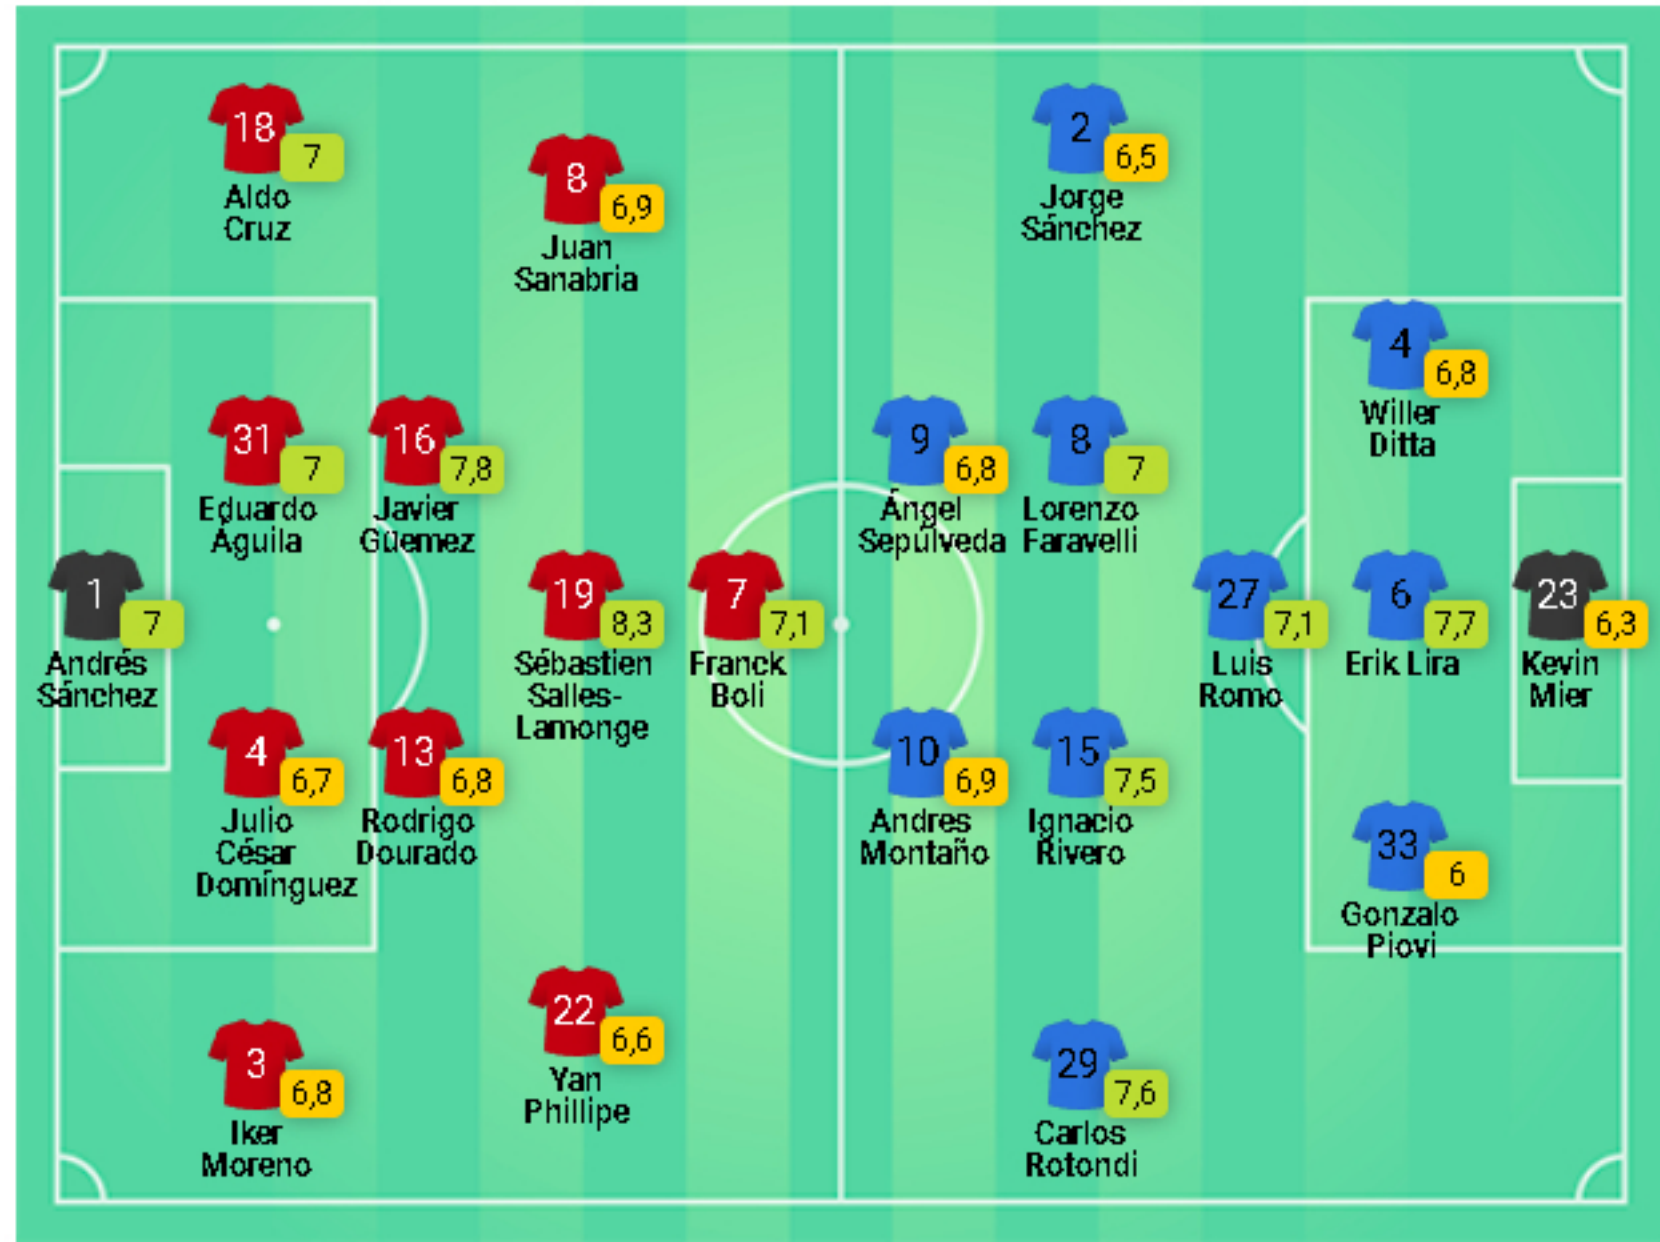 18
7
Aldo
Cruz
8
6,9
Juan
Sanabria
2
6,5
Jorge
Sánchez
4
6,8
Willer
Ditta
31
7
Eduardo
Águila
16
7,8
Javier
Güemez
9
6,8
Ángel
Sepúlveda
8
7
Lorenzo
Faravelli
1
7
Andrés
Sánchez
19
8,3
Sébastien
Salles-
Lamonge
7
7,1
Franck
Boli
27
7,1
Luis
Romo
6
7,7
Erik Lira
23
6,3
Kevin
Mier
4
6,7
Julio
César
Domínguez
13
6,8
Rodrigo
Dourado
10
6,9
Andres
Montaño
15
7,5
Ignacio
Rivero
33
6
Gonzalo
Piovi
3
6,8
Iker
Moreno
22
6,6
Yan
Phillipe
29
7,6
Carlos
Rotondi